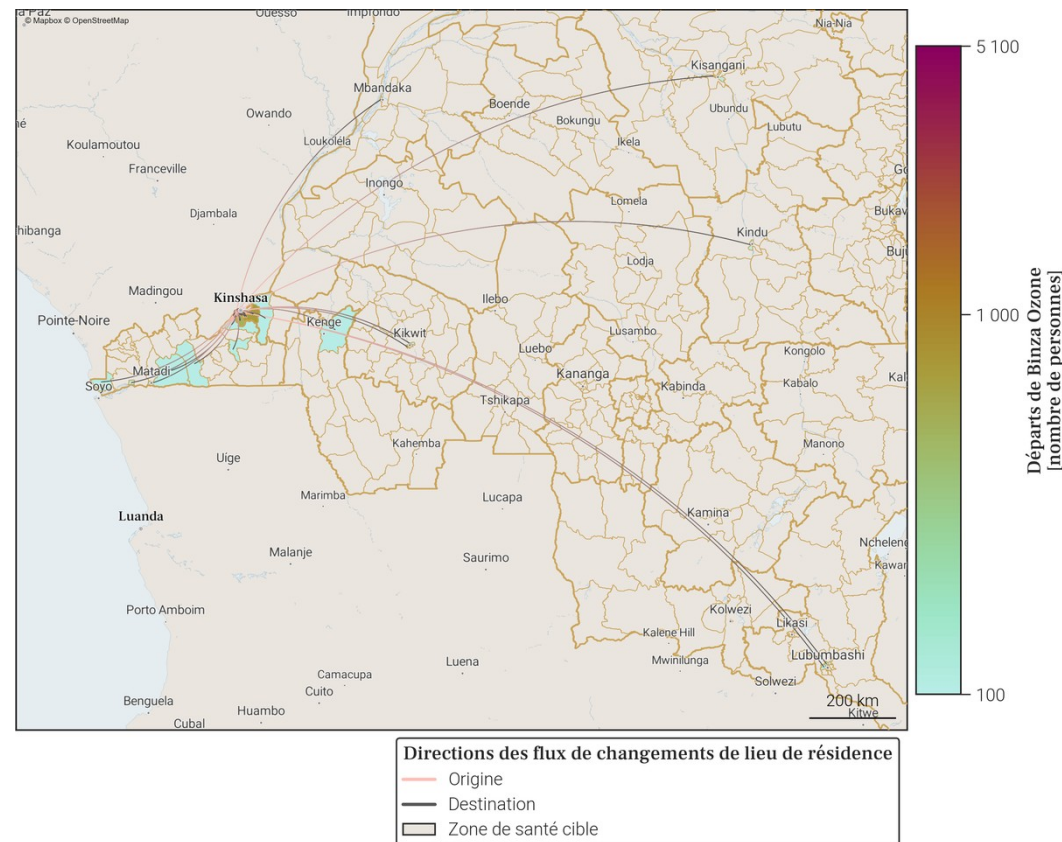 © Mapbox © OpenStreetMap
Ouesso
Impfondo
Nia-Nia
Kisangani
Mbandaka
Boende
Ubundu
Owando
Bokungu
Lubutu
Koulamoutou
Loukoléla
Ikela
Franceville
Inongo
Lomela
Djambala
Kindu
Lodja
Madingou
Kinshasa
Ilebo
Pointe-Noire
Kenge
Kikwit
Lusambo
Luebo
Kongolo
Matadi
Kananga
Soyo
Tshikapa
Kabinda
Kabalo
Kahemba
Manono
Uige
Marimba
Lucapa
Luanda
Kamina
Malanje
Saurimo
Porto Amboim
Kolwezi
Likasi
Kalene Hill
Lubumbashi
Luena
Mwinilunga
Camacupa
Solwezi
Benguela
Cuito
200 km
Huambo
Kitwe
Cubal
5 100
1 000
100
Départs de Binza Ozone
[nombre de personnes]
Directions des flux de changements de lieu de résidence
Origine
Destination
Zone de santé cible